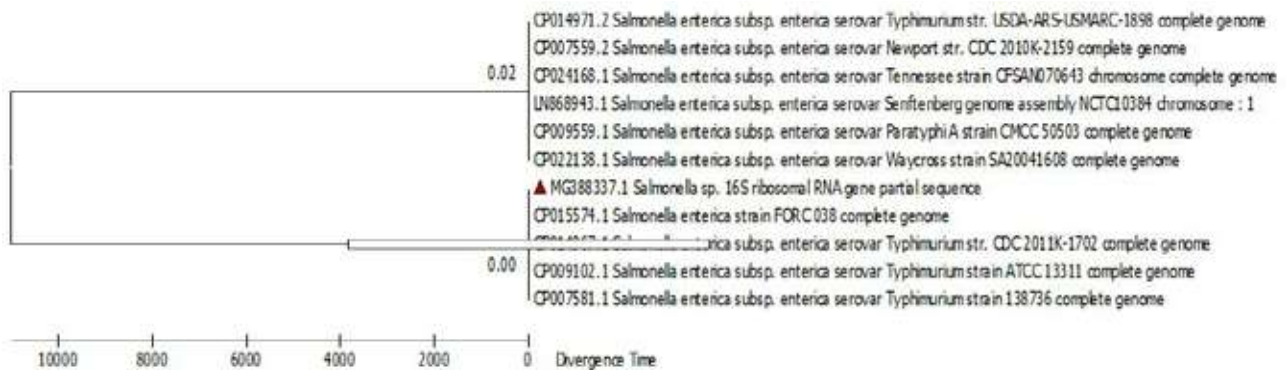 CP014971.2 Salmonella enterica subsp. enterica serovar Typhimurium str. USDA-ARS-USMARC-1898 complete genome
CP007559.2 Salmonella enterica subsp. enterica serovar Newport str. CDC 2010K-2159 complete genome
0.02
CP024168.1 Salmonella enterica subsp. enterica serovar Tennessee strain CFSAN070643 chromosome complete genome
LN868943.1 Salmonella enterica subsp. enterica serovar Senftenberg genome assembly NCTC10384 chromosome : 1
CP009559.1 Salmonella enterica subsp. enterica serovar Paratyphi A strain CMCC 50503 complete genome
CP022138.1 Salmonella enterica subsp. enterica serovar Waycross strain SA20041608 complete genome
MG388337.1 Salmonella sp. 16S ribosomal RNA gene partial sequence
CP015574.1 Salmonella enterica strain FORC 038 complete genome
subsp. enterica serovar Typhimurium str. CDC 2011K-1702 complete genome
0.00
CP009102.1 Salmonella enterica subsp. enterica serovar Typhimurium strain ATCC 13311 complete genome
CP007581.1 Salmonella enterica subsp. enterica serovar Typhimurium strain 138736 complete genome
10000 8000 6000 4000 2000 0 Divergence Time